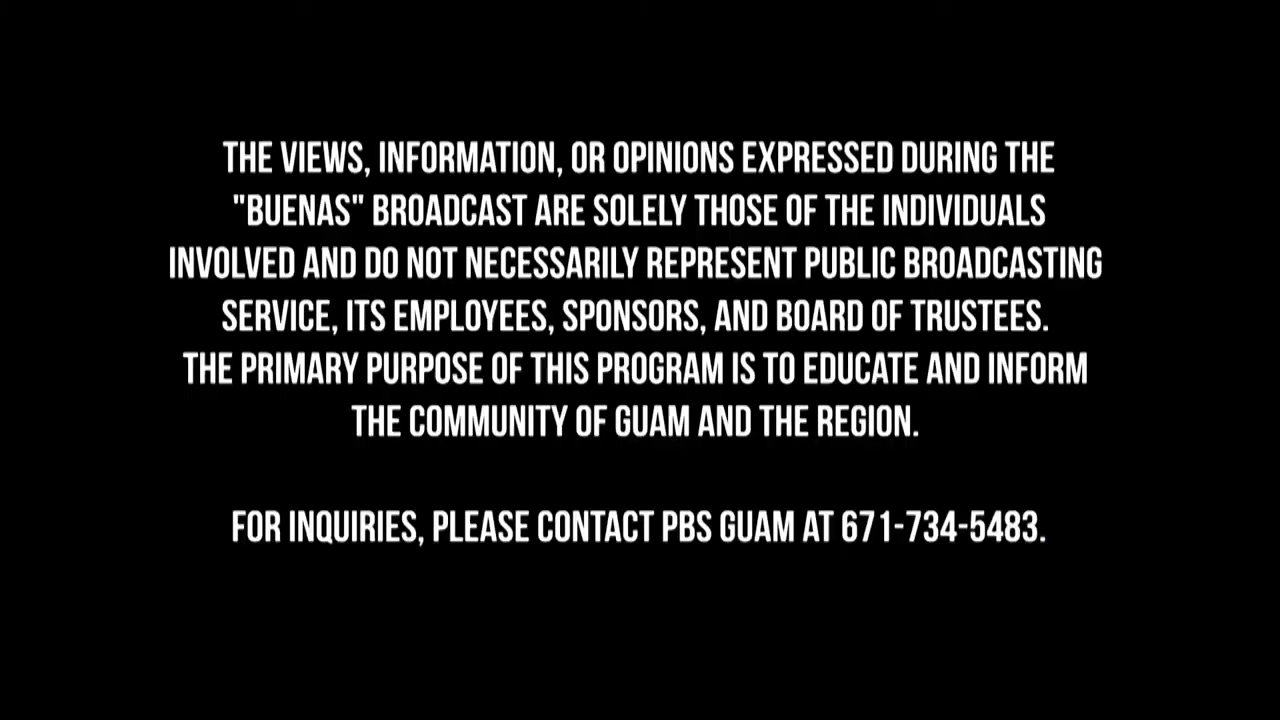 THE VIEWS, INFORMATION, OR OPINIONS EXPRESSED DURING THE
"BUENAS" BROADCAST ARE SOLELY THOSE OF THE INDIVIDUALS
INVOLVED AND DO NOT NECESSARILY REPRESENT PUBLIC BROADCASTING
SERVICE, ITS EMPLOYEES, SPONSORS, AND BOARD OF TRUSTEES.
THE PRIMARY PURPOSE OF THIS PROGRAM IS TO EDUCATE AND INFORM
THE COMMUNITY OF GUAM AND THE REGION.
FOR INQUIRIES, PLEASE CONTACT PBS GUAM AT 671-734-5483.